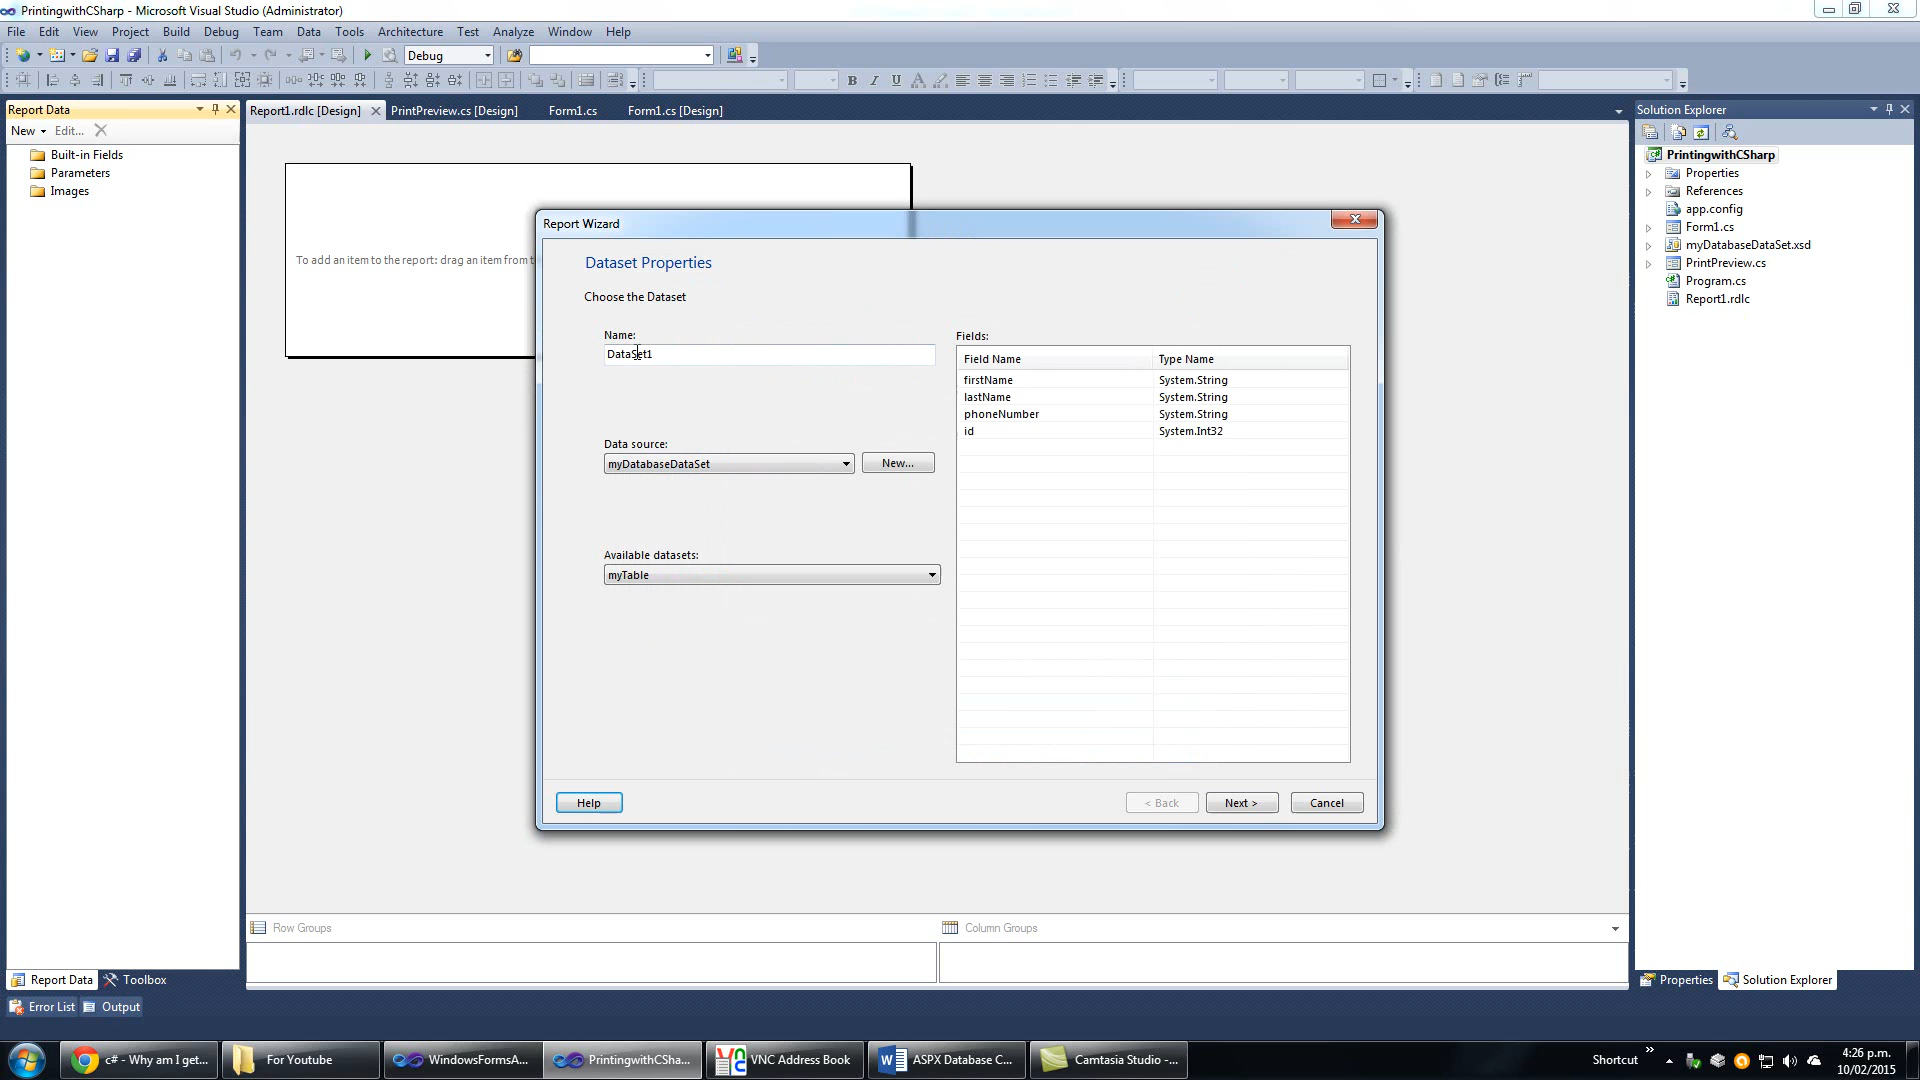 PrintingwithCSharp - Microsoft Visual Studio (Administrator)
File Edit View Project Build Debug Team Data Tools Architecture Test Analyze Window Help
Debug
Report Data
New Edit...
Built-in Fields
Parameters
Images
Report1.rdlc [Design] PrintPreview.cs [Design] Form1.cs Form1.cs [Design]
To add an item to the report: drag an item from t
Report Wizard
Dataset Properties
Choose the Dataset
Name:
DataSet1
Data source:
myDatabaseDataSet New...
Available datasets:
myTable
Fields:
Field Name Type Name
firstName System.String
lastName System.String
phoneNumber System.String
id System.Int32
Help < Back Next > Cancel
Row Groups Column Groups
Solution Explorer
PrintingwithCSharp
Properties
References
app.config
Form1.cs
myDatabaseDataSet.xsd
PrintPreview.cs
Program.cs
Report1.rdlc
Report Data Toolbox
Properties Solution Explorer
Error List Output
c# - Why am I get... For Youtube WindowsFormsA... PrintingwithCSha... VNC Address Book ASPX Database C... Camtasia Studio -... Shortcut
4:26 p.m.
10/02/2015